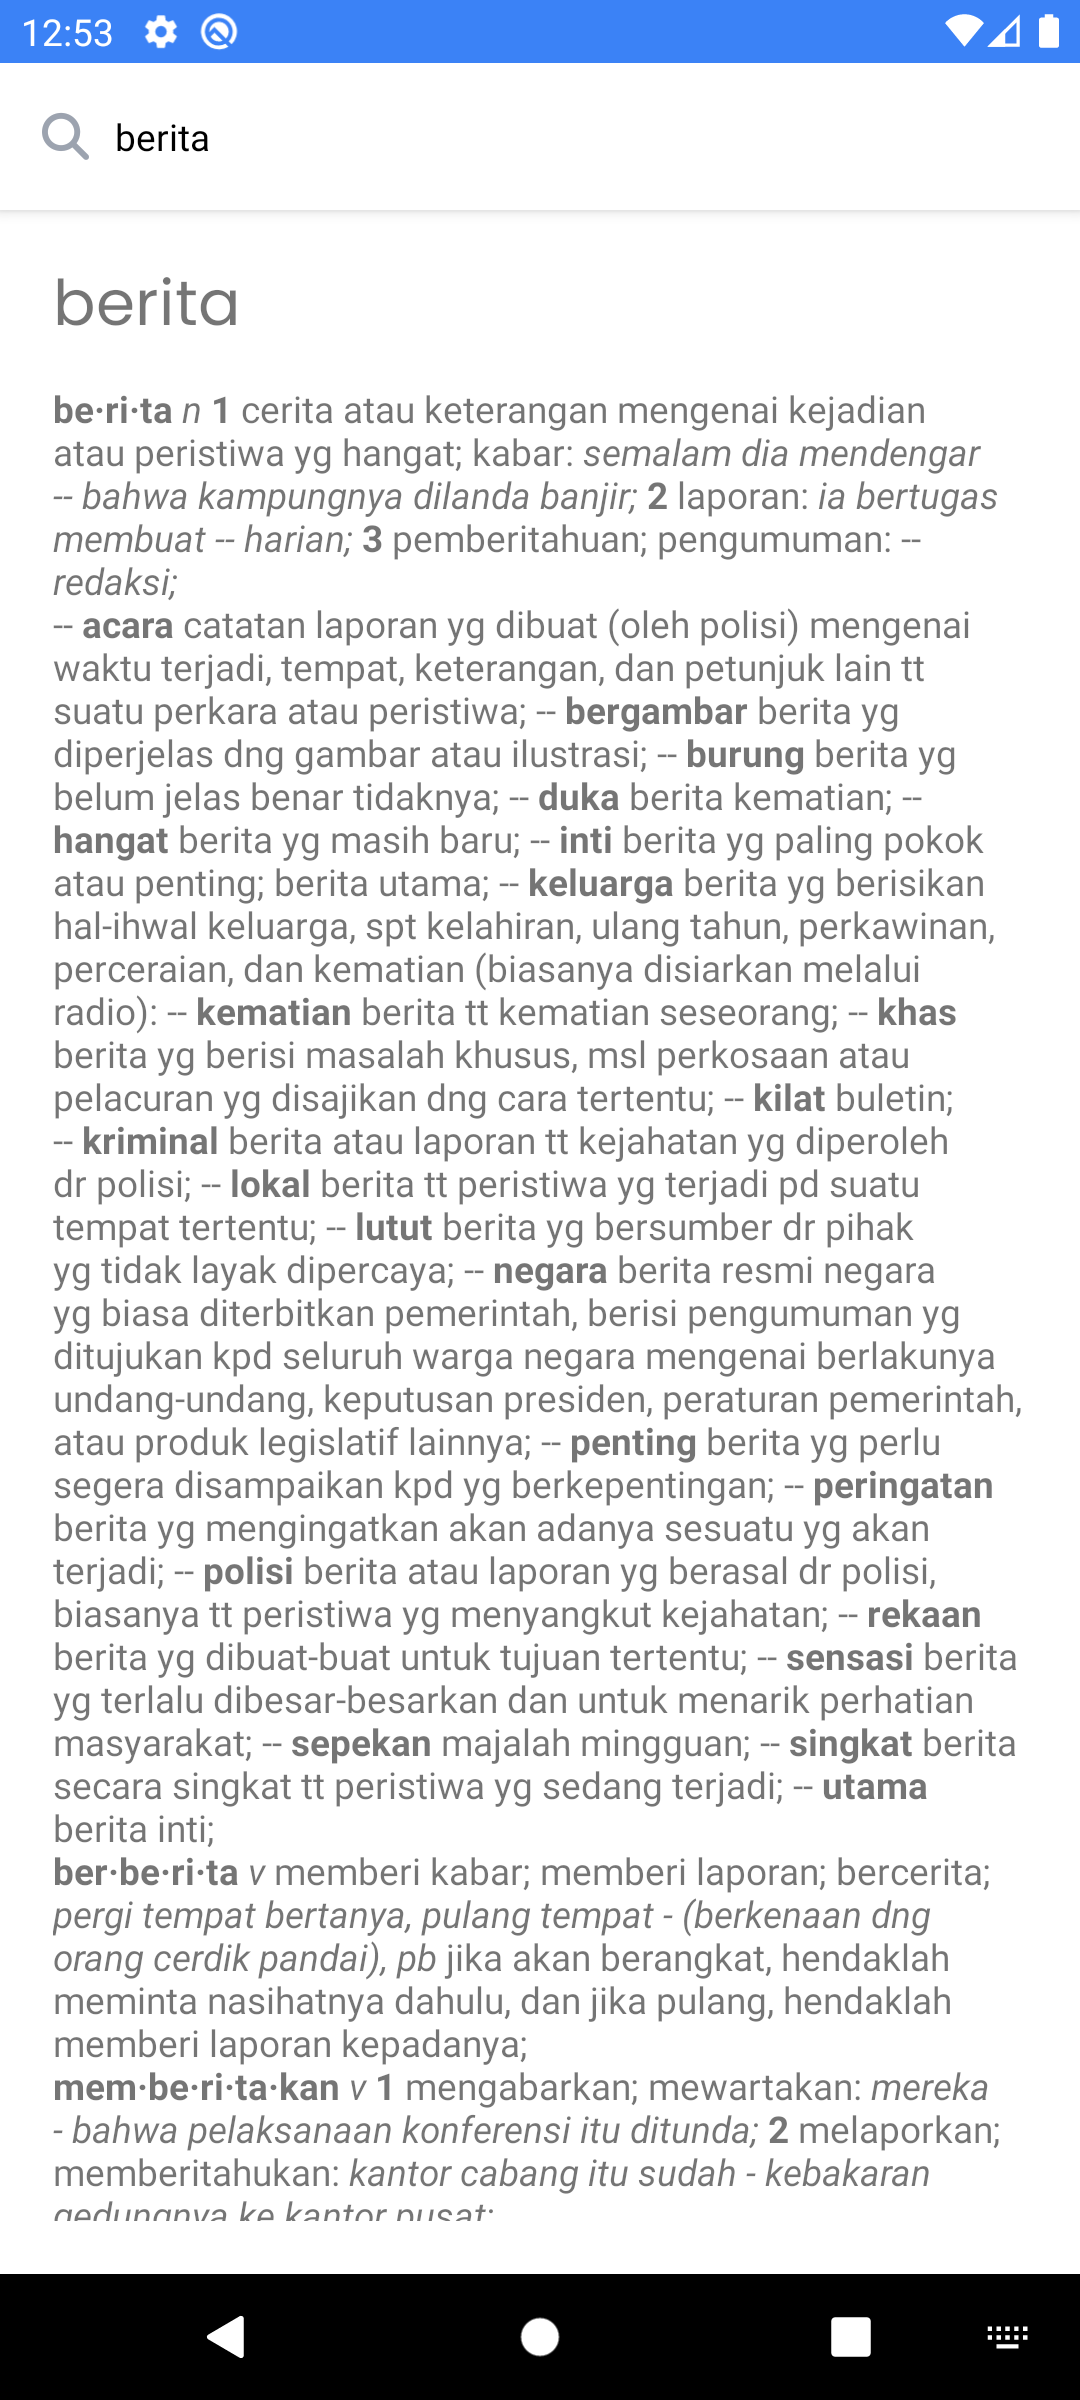 12:53
berita
berita
be·ri·ta n 1 cerita atau keterangan mengenai kejadian
atau peristiwa yg hangat; kabar: semalam dia mendengar
-- bahwa kampungnya dilanda banjir; 2 laporan: ia bertugas
membuat -- harian; 3 pemberitahuan; pengumuman: --
redaksi;
-- acara catatan laporan yg dibuat (oleh polisi) mengenai
waktu terjadi, tempat, keterangan, dan petunjuk lain tt
suatu perkara atau peristiwa; -- bergambar berita yg
diperjelas dng gambar atau ilustrasi; -- burung berita yg
belum jelas benar tidaknya; -- duka berita kematian; --
hangat berita yg masih baru; -- inti berita yg paling pokok
atau penting; berita utama; -- keluarga berita yg berisikan
hal-ihwal keluarga, spt kelahiran, ulang tahun, perkawinan,
perceraian, dan kematian (biasanya disiarkan melalui
radio): -- kematian berita tt kematian seseorang; -- khas
berita yg berisi masalah khusus, msl perkosaan atau
pelacuran yg disajikan dng cara tertentu; -- kilat buletin;
-- kriminal berita atau laporan tt kejahatan yg diperoleh
dr polisi; -- lokal berita tt peristiwa yg terjadi pd suatu
tempat tertentu; -- lutut berita yg bersumber dr pihak
yg tidak layak dipercaya; -- negara berita resmi negara
yg biasa diterbitkan pemerintah, berisi pengumuman yg
ditujukan kpd seluruh warga negara mengenai berlakunya
undang-undang, keputusan presiden, peraturan pemerintah,
atau produk legislatif lainnya; -- penting berita yg perlu
segera disampaikan kpd yg berkepentingan; -- peringatan
berita yg mengingatkan akan adanya sesuatu yg akan
terjadi; -- polisi berita atau laporan yg berasal dr polisi,
biasanya tt peristiwa yg menyangkut kejahatan; -- rekaan
berita yg dibuat-buat untuk tujuan tertentu; -- sensasi berita
yg terlalu dibesar-besarkan dan untuk menarik perhatian
masyarakat; -- sepekan majalah mingguan; -- singkat berita
secara singkat tt peristiwa yg sedang terjadi; -- utama
berita inti;
ber·be·ri·ta v memberi kabar; memberi laporan; bercerita;
pergi tempat bertanya, pulang tempat - (berkenaan dng
orang cerdik pandai), pb jika akan berangkat, hendaklah
meminta nasihatnya dahulu, dan jika pulang, hendaklah
memberi laporan kepadanya;
mem·be·ri·ta·kan v 1 mengabarkan; mewartakan: mereka
- bahwa pelaksanaan konferensi itu ditunda; 2 melaporkan;
memberitahukan: kantor cabang itu sudah - kebakaran
gedungnya ke kantor pusat;